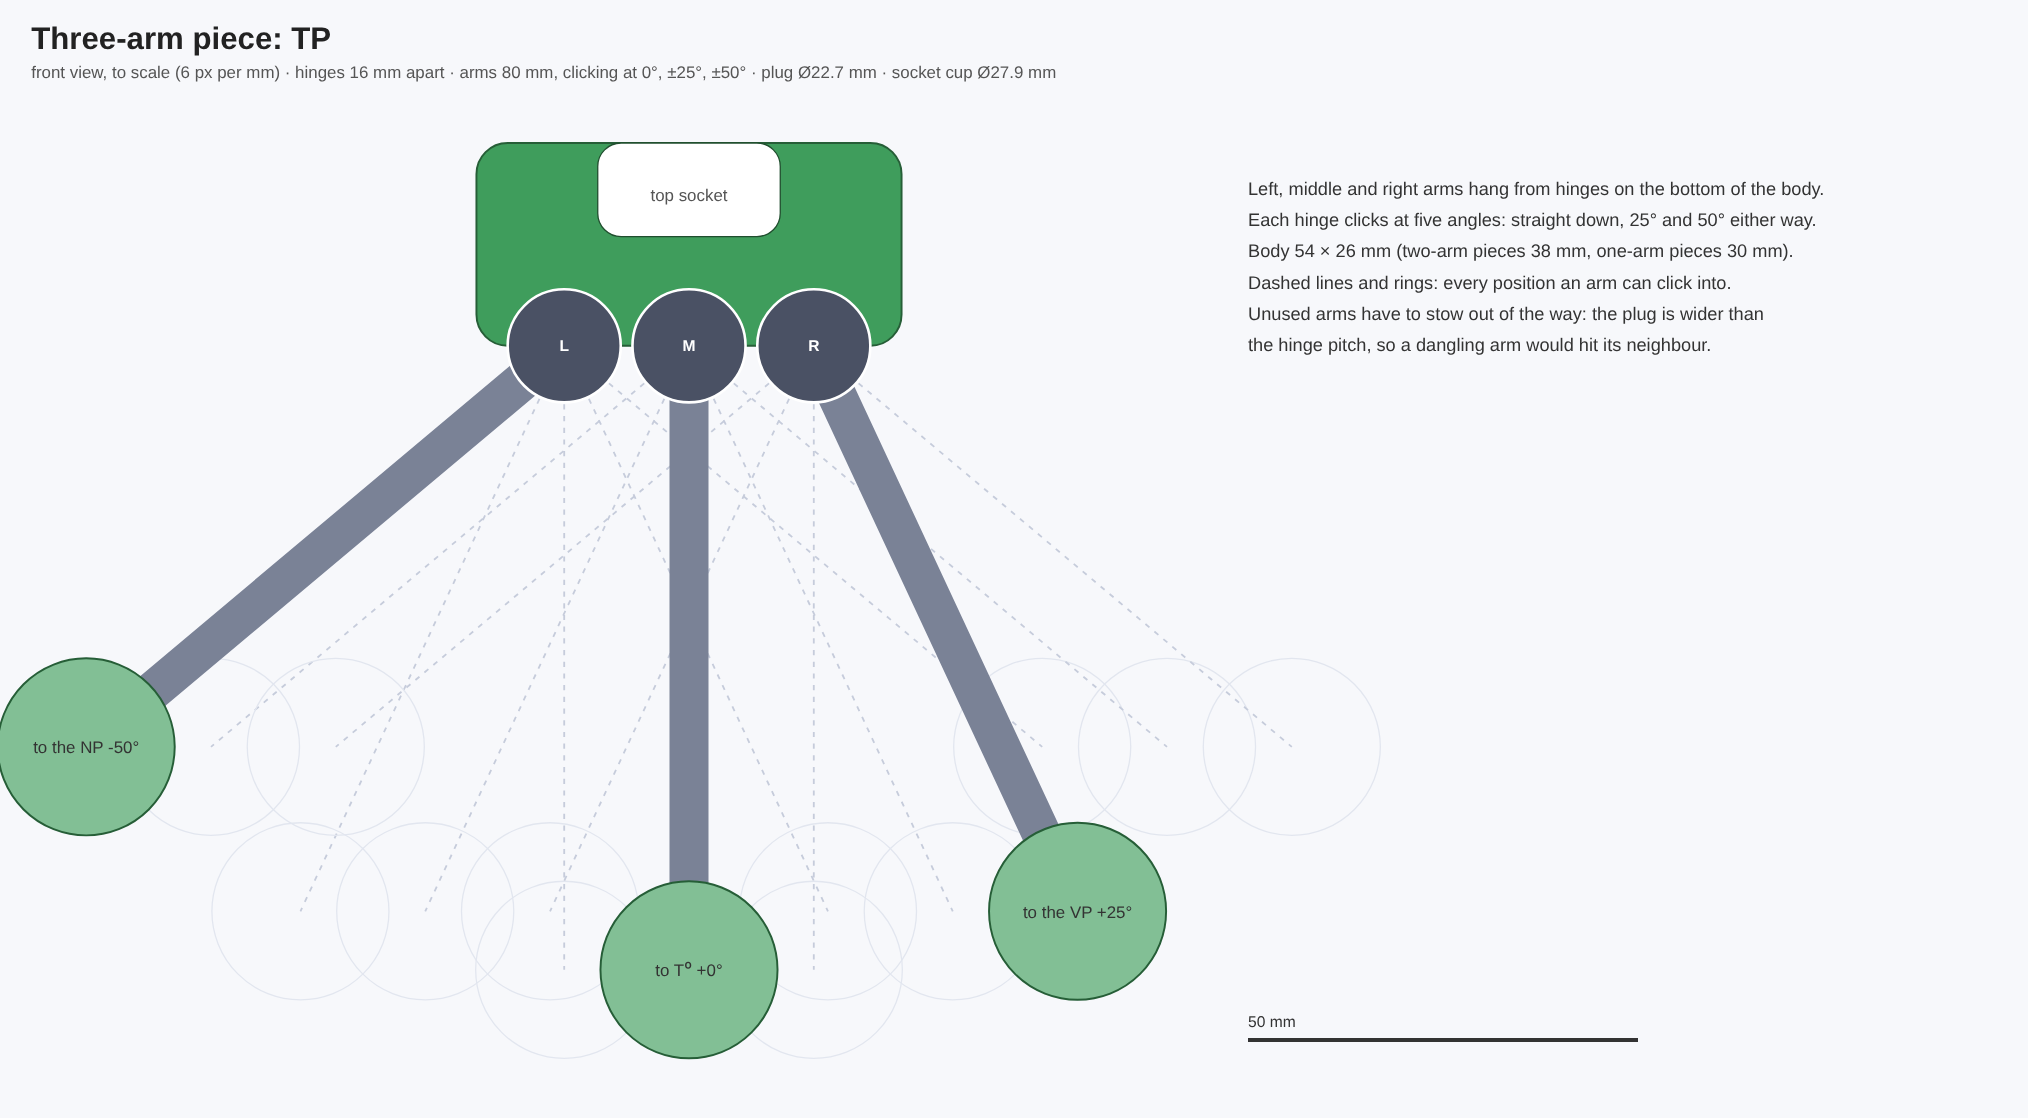 Three-arm piece: TP
front view, to scale (6 px per mm) · hinges 16 mm apart · arms 80 mm, clicking at 0°, ±25°, ±50° · plug Ø22.7 mm · socket cup Ø27.9 mm
top socket
Left, middle and right arms hang from hinges on the bottom of the body.
Each hinge clicks at five angles: straight down, 25° and 50° either way.
Body 54 × 26 mm (two-arm pieces 38 mm, one-arm pieces 30 mm).
Dashed lines and rings: every position an arm can click into.
Unused arms have to stow out of the way: the plug is wider than
the hinge pitch, so a dangling arm would hit its neighbour.
L
M
R
to the NP -50°
to the VP +25°
to T⁰ +0°
50 mm